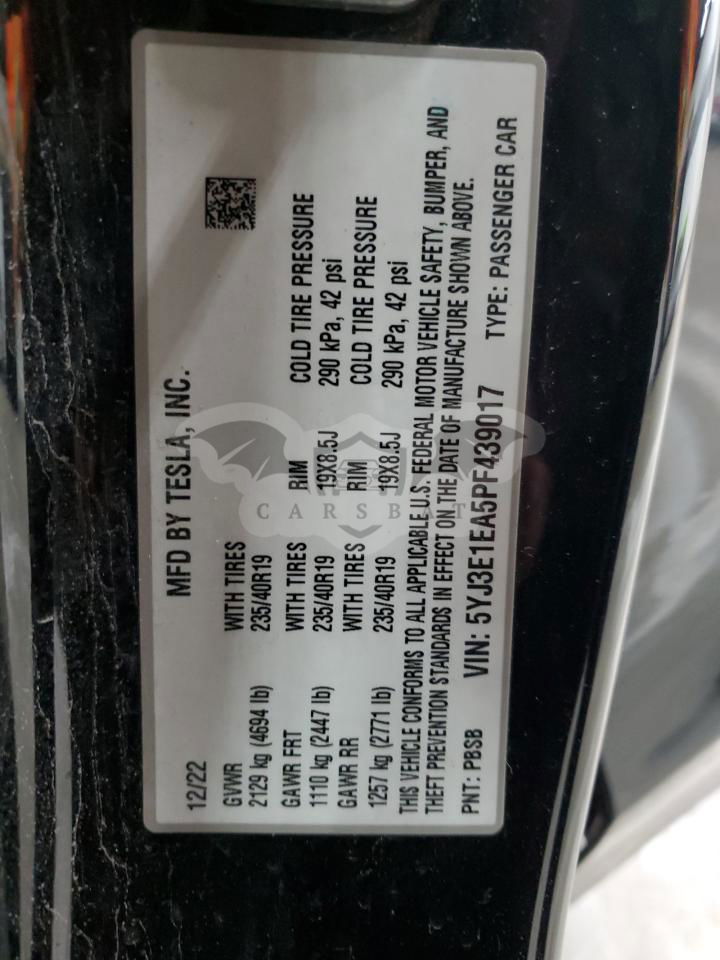 12/22 MFD BY TESLA, INC.
GVWR WITH TIRES
2129 kg (4694 lb) 235/40R19
GAWR FRT WITH TIRES RIM COLD TIRE PRESSURE
1110 kg (2447 lb) 235/40R19 19X8.5J 290 kPa, 42 psi
GAWR RR WITH TIRES RIM COLD TIRE PRESSURE
1257 kg (2771 lb) 235/40R19 19X8.5J 290 kPa, 42 psi
THIS VEHICLE CONFORMS TO ALL APPLICABLE U.S. FEDERAL MOTOR VEHICLE SAFETY, BUMPER, AND
THEFT PREVENTION STANDARDS IN EFFECT ON THE DATE OF MANUFACTURE SHOWN ABOVE.
PNT: PBSB VIN: 5YJ3E1EA5PF439017 TYPE: PASSENGER CAR
CARSBAT